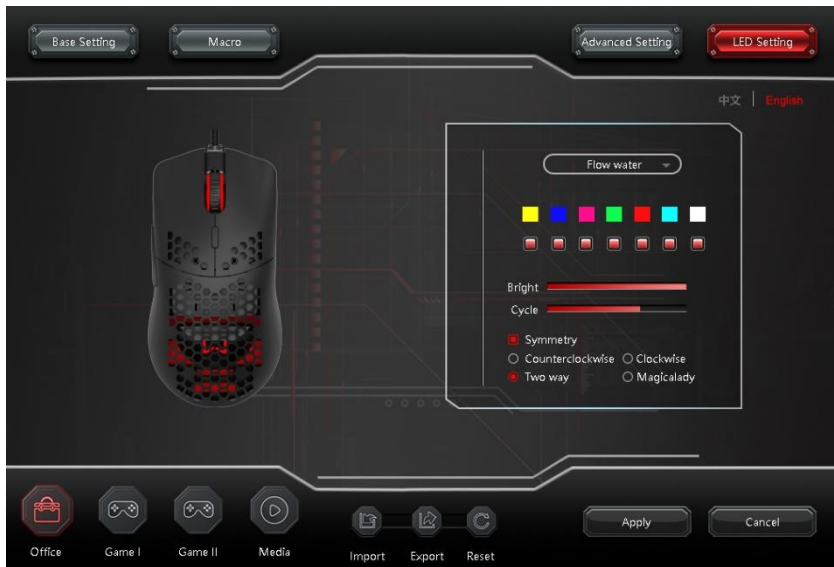 Base Setting
Macro
Advanced Setting
LED Setting
中文 | English
Flow water
Bright
Cycle
Symmetry
Counterclockwise
Clockwise
Two way
Magicalady
Office
Game I
Game II
Media
Import
Export
Reset
Apply
Cancel